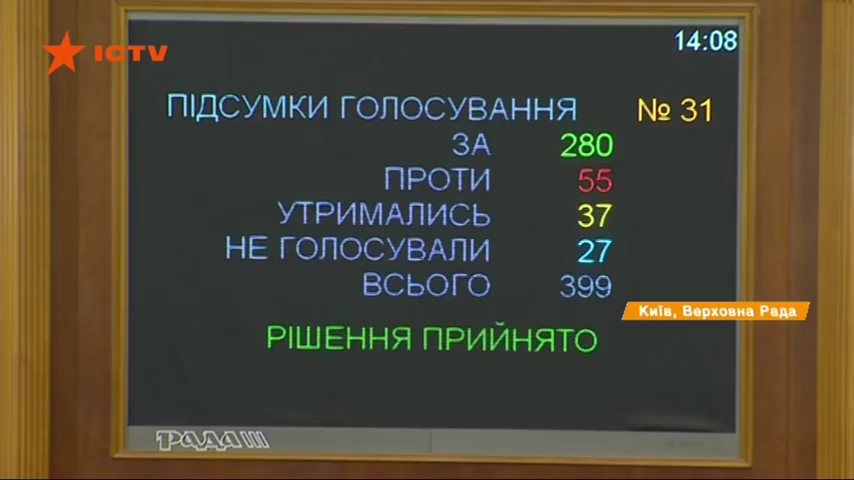 ICTV
14:08
ПІДСУМКИ ГОЛОСУВАННЯ № 31
ЗА 280
ПРОТИ 55
УТРИМАЛИСЬ 37
НЕ ГОЛОСУВАЛИ 27
ВСЬОГО 399
Київ, Верховна Рада
РІШЕННЯ ПРИЙНЯТО
РАДА III